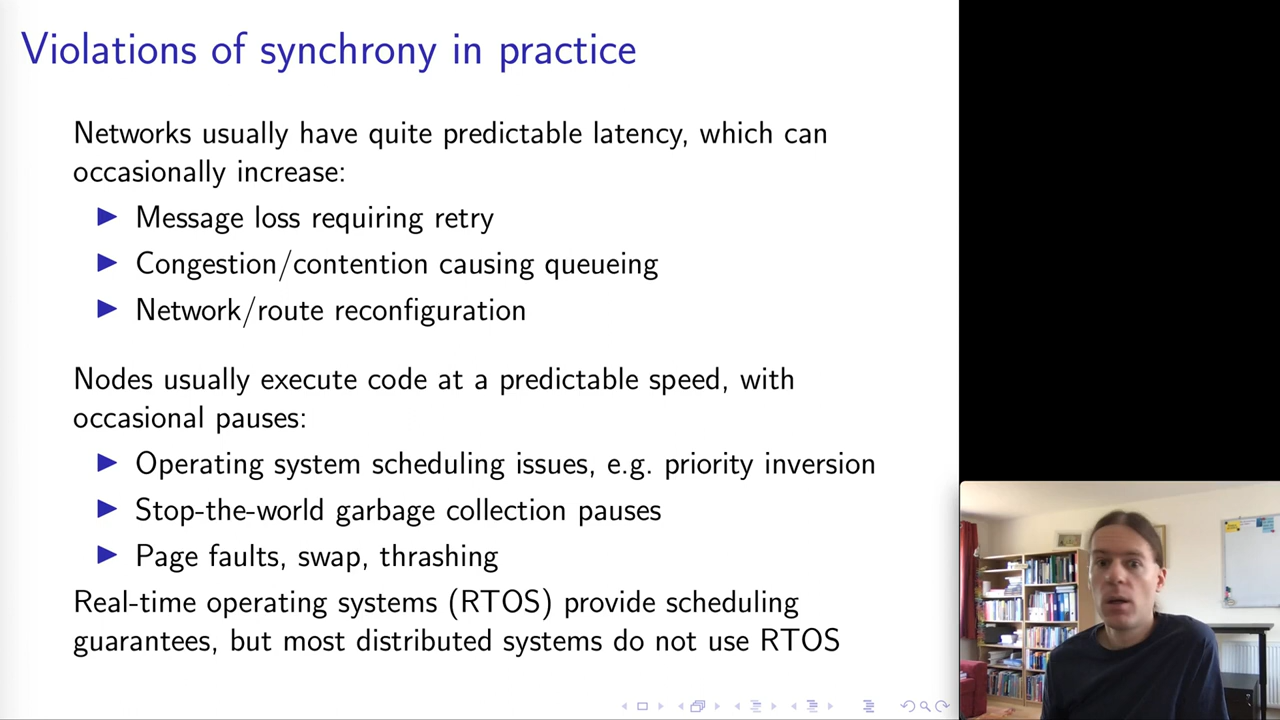 Violations of synchrony in practice
Networks usually have quite predictable latency, which can
occasionally increase:
▶ Message loss requiring retry
▶ Congestion/contention causing queueing
▶ Network/route reconfiguration
Nodes usually execute code at a predictable speed, with
occasional pauses:
▶ Operating system scheduling issues, e.g. priority inversion
▶ Stop-the-world garbage collection pauses
▶ Page faults, swap, thrashing
Real-time operating systems (RTOS) provide scheduling
guarantees, but most distributed systems do not use RTOS